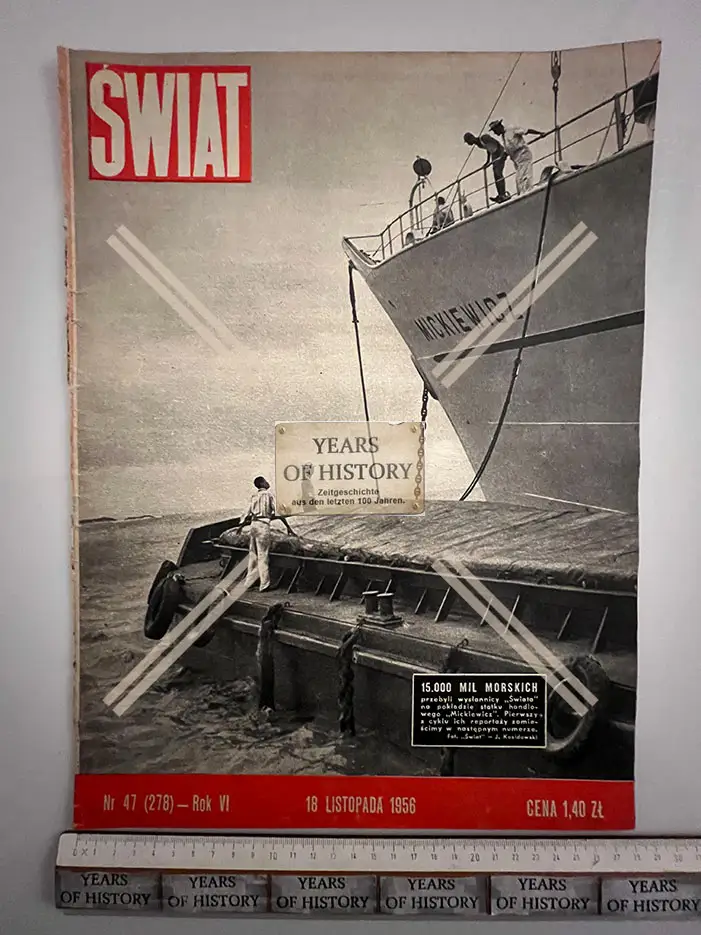 ŚWIAT
MICKIEWICZ
YEARS
OF HISTORY
Zeitgeschichte
aus den letzten 100 Jahren.
15.000 MIL MORSKICH
przebyli wysłannicy „Świata”
na pokładzie statku handlo-
wego „Mickiewicz”. Pierwszy
z cyklu ich reportaży zamie-
ścimy w następnym numerze.
Fot. „Świat” — J. Kosidowski
Nr 47 (278) — Rok VI
18 LISTOPADA 1956
CENA 1,40 ZŁ
YEARS
OF HISTORY
YEARS
OF HISTORY
YEARS
OF HISTORY
YEARS
OF HISTORY
YEARS
OF HISTORY
YEARS
OF HISTORY